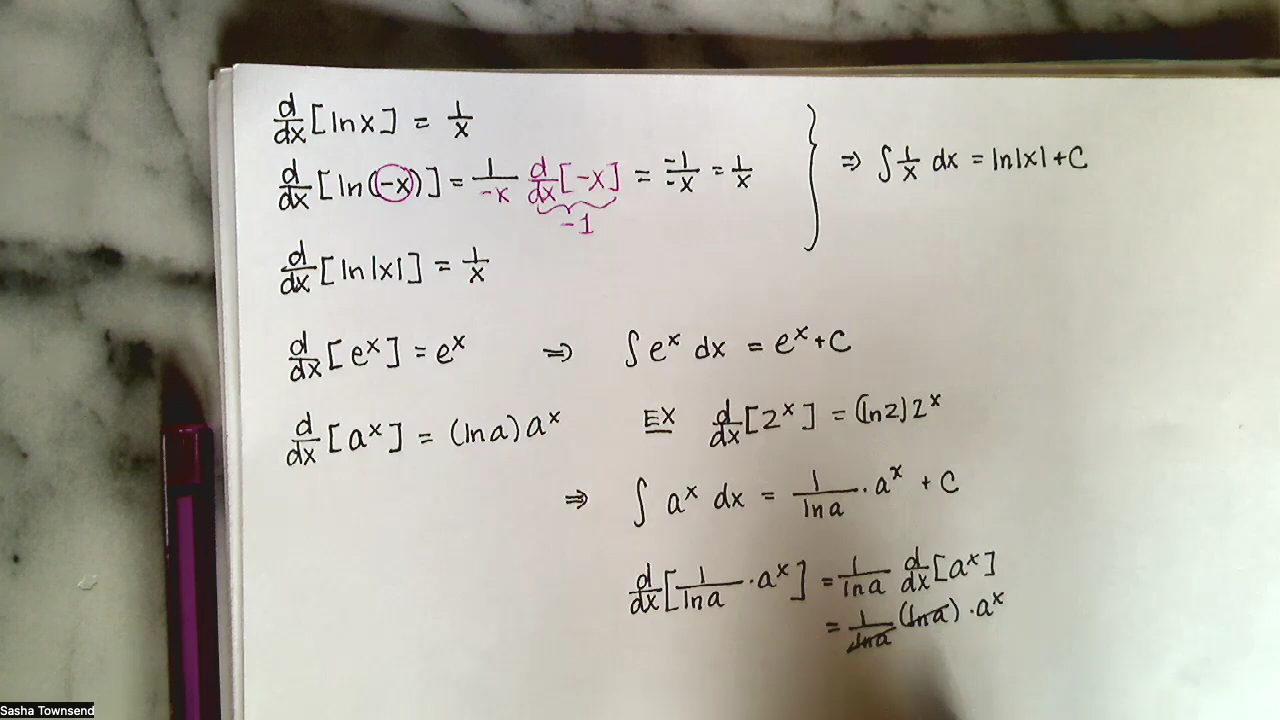 d/dx [ln x] = 1/x
d/dx [ln(-x)] = 1/-x d/dx [-x] = -1/-x = 1/x } ⇒ ∫ 1/x dx = ln|x| + C
-1
d/dx [ln |x|] = 1/x
d/dx [e^x] = e^x ⇒ ∫ e^x dx = e^x + C
d/dx [a^x] = (ln a) a^x EX d/dx [2^x] = (ln 2) 2^x
⇒ ∫ a^x dx = 1/ln a · a^x + C
d/dx [1/ln a · a^x] = 1/ln a d/dx [a^x]
= 1/ln a (ln a) · a^x
Sasha Townsend